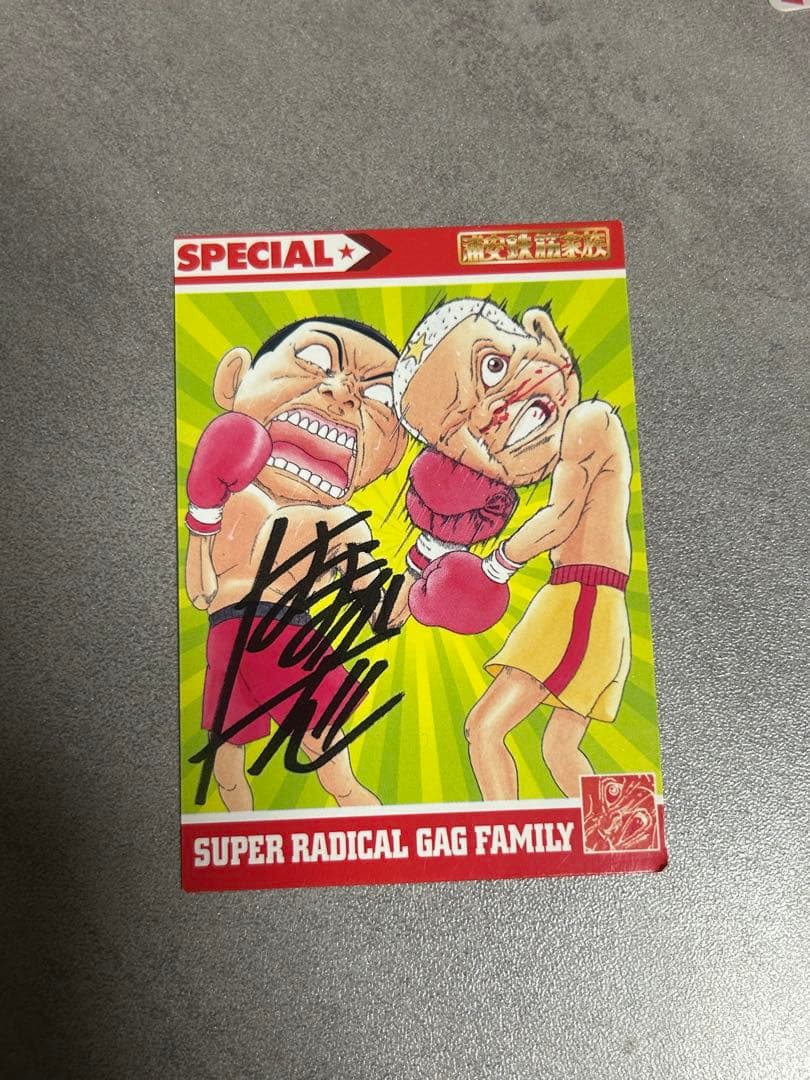 SPECIAL★
浦安鉄筋家族
SUPER RADICAL GAG FAMILY